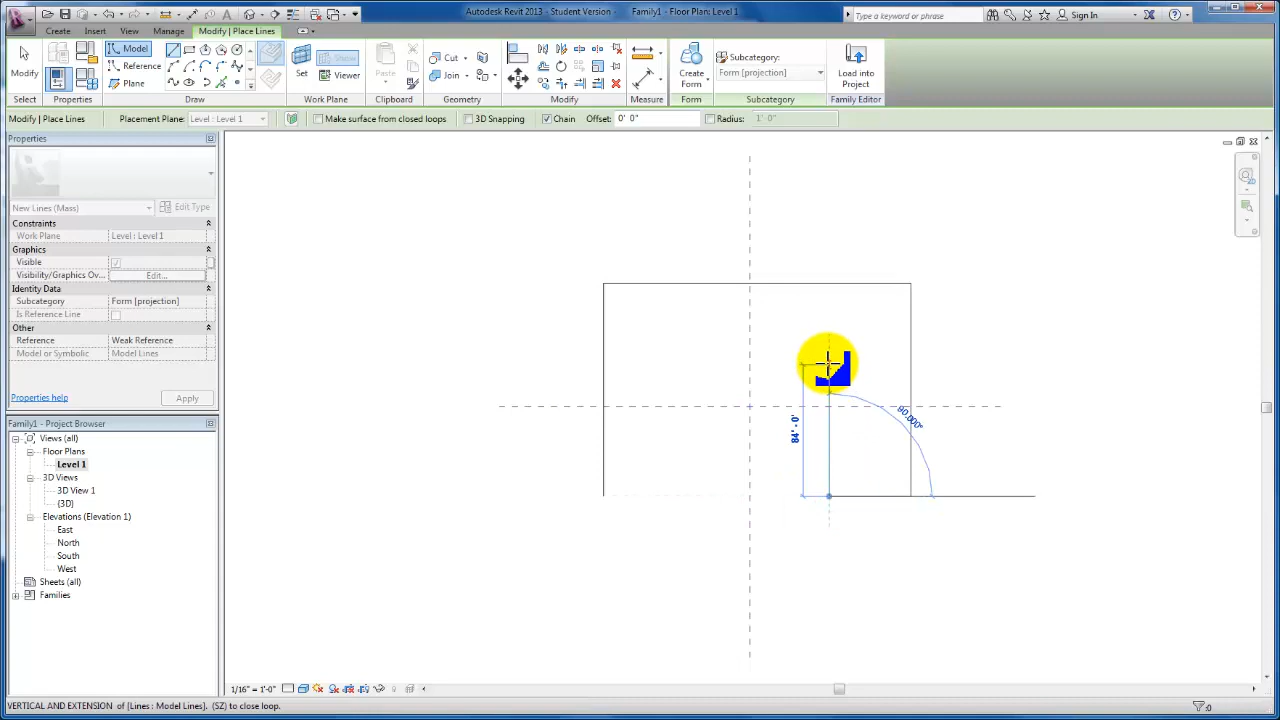 Autodesk Revit 2013 - Student Version - Family1 - Floor Plan: Level 1
Type a keyword or phrase
Sign In
Create Insert View Manage Modify | Place Lines
Modify
Model
Reference
Plane
Set
Show
Viewer
Paste
Cut
Join
Create
Form
Subcategory:
Form [projection]
Load into
Project
Select Properties Draw Work Plane Clipboard Geometry Modify Measure Form Subcategory Family Editor
Modify | Place Lines Placement Plane: Level : Level 1 Make surface from closed loops 3D Snapping Chain Offset: 0' 0" Radius: 1' - 0"
Properties
New Lines (Mass) Edit Type
Constraints
Work Plane Level : Level 1
Graphics
Visible
Visibility/Graphics Ov... Edit...
Identity Data
Subcategory Form [projection]
Is Reference Line
Other
Reference Weak Reference
Model or Symbolic Model Lines
Properties help Apply
Family1 - Project Browser
Views (all)
Floor Plans
Level 1
3D Views
3D View 1
{3D}
Elevations (Elevation 1)
East
North
South
West
Sheets (all)
Families
84' - 0"
90.000°
1/16" = 1'-0"
VERTICAL AND EXTENSION of [Lines : Model Lines]. (SZ) to close loop.
:0